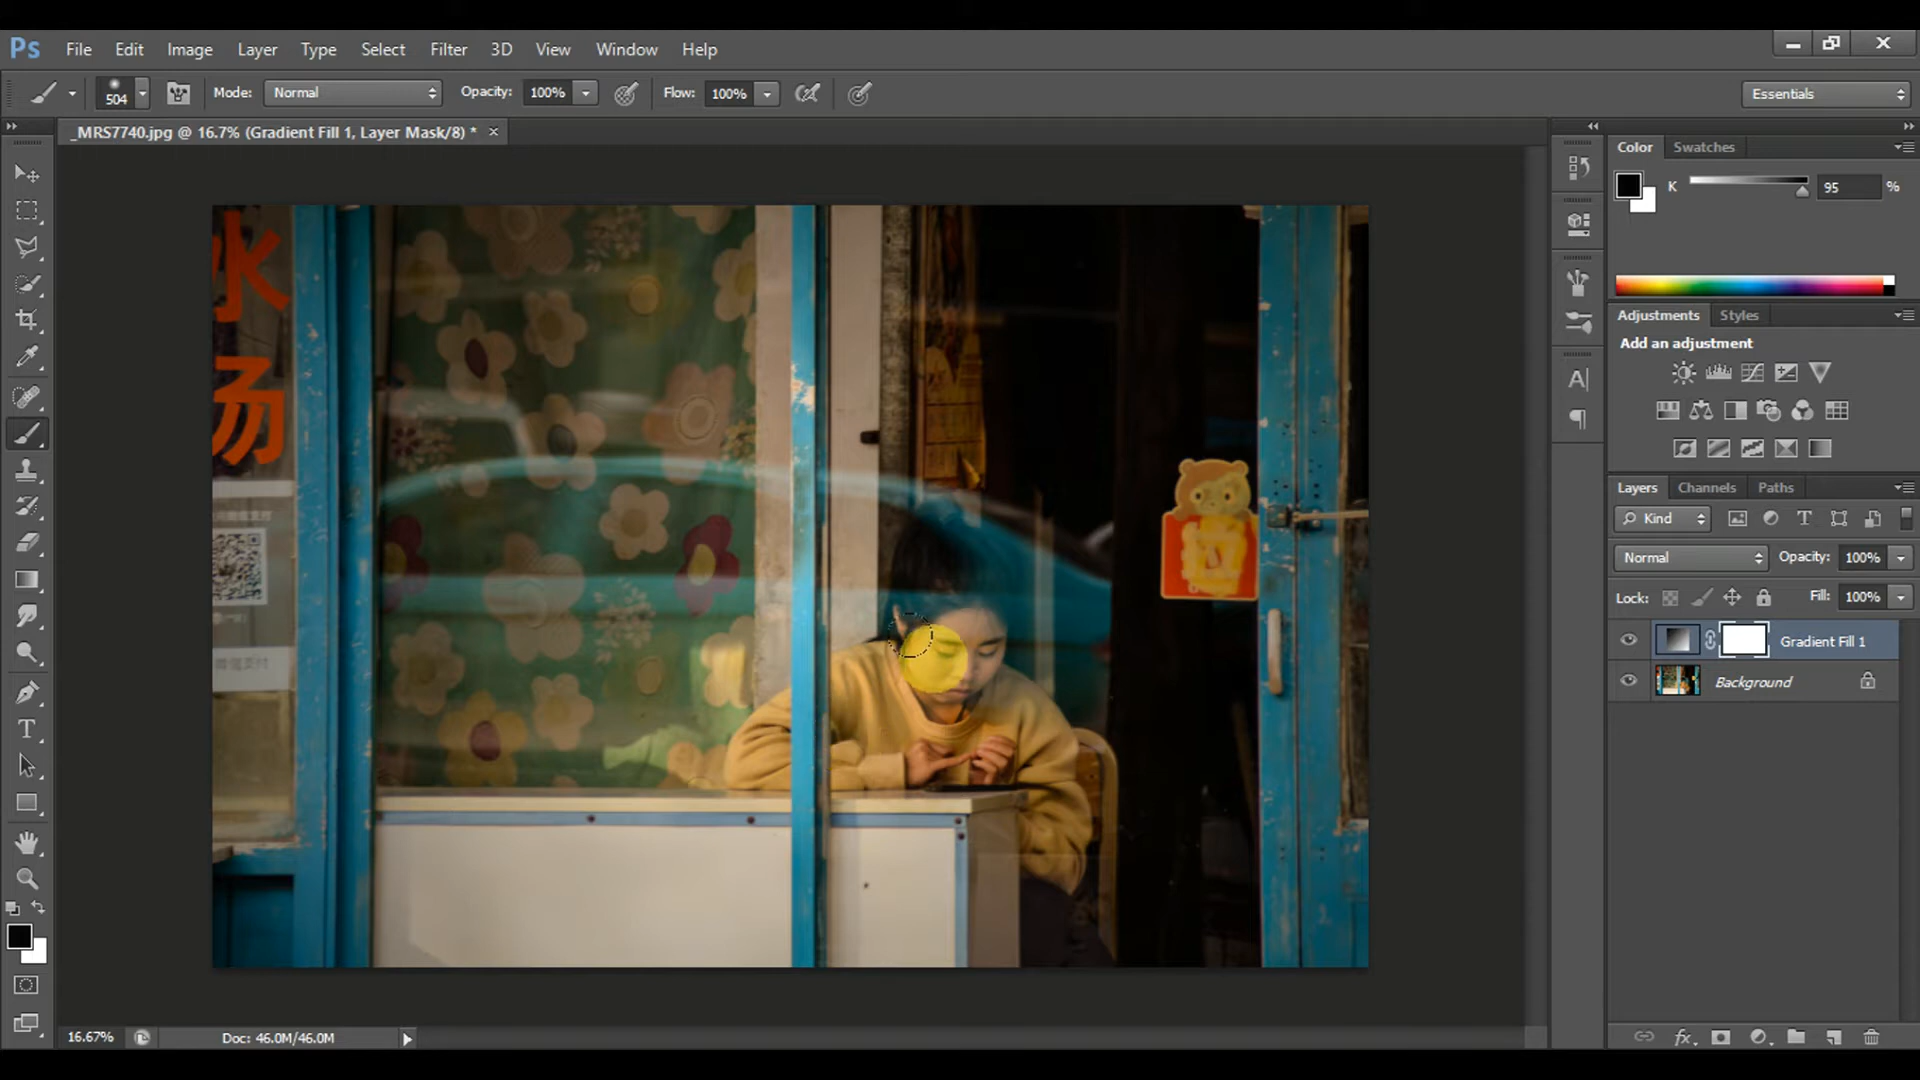 Ps File Edit Image Layer Type Select Filter 3D View Window Help
504 Mode: Normal Opacity: 100% Flow: 100% Essentials
_MRS7740.jpg @ 16.7% (Gradient Fill 1, Layer Mask/8) *
Color Swatches
K 95 %
Adjustments Styles
Add an adjustment
Layers Channels Paths
Kind
Normal Opacity: 100%
Lock: Fill: 100%
Gradient Fill 1
Background
水
汤
16.67% Doc: 46.0M/46.0M